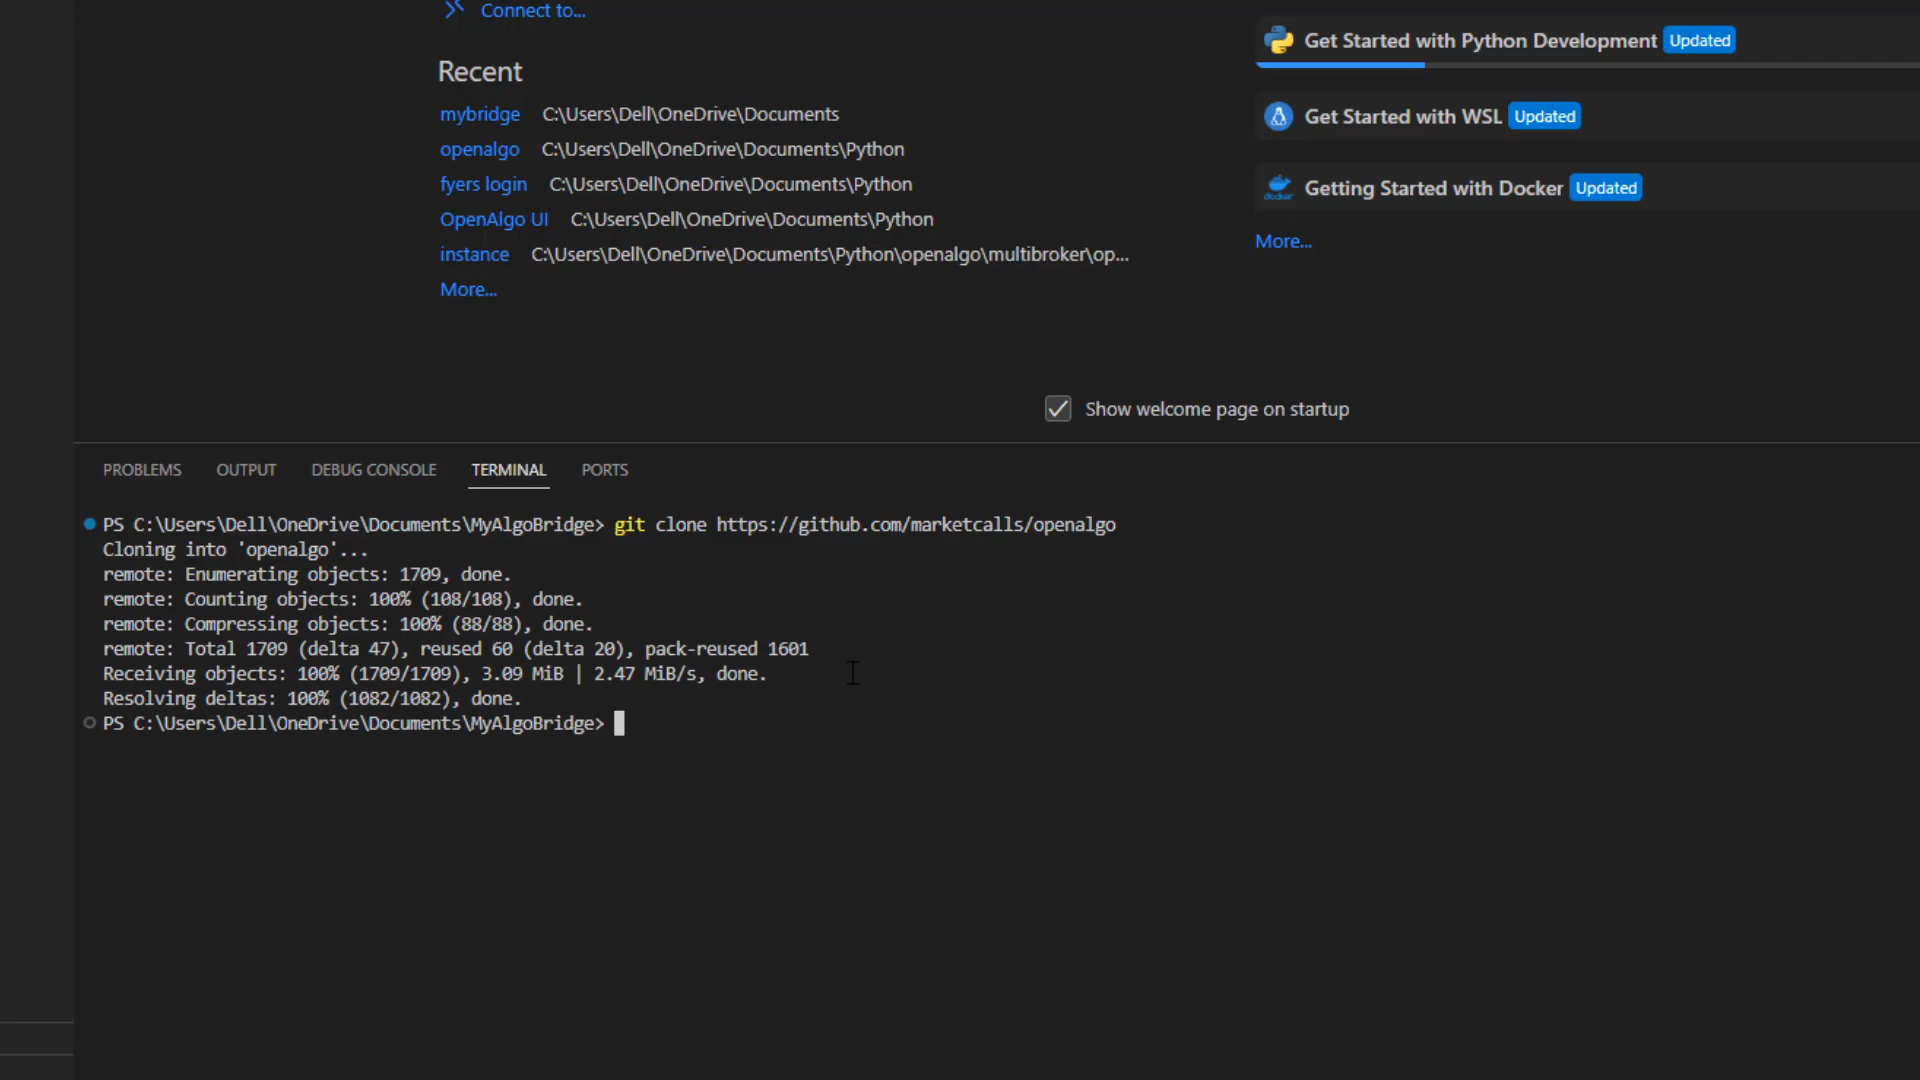 Connect to...
Recent
mybridge C:\Users\Dell\OneDrive\Documents
openalgo C:\Users\Dell\OneDrive\Documents\Python
fyers login C:\Users\Dell\OneDrive\Documents\Python
OpenAlgo UI C:\Users\Dell\OneDrive\Documents\Python
instance C:\Users\Dell\OneDrive\Documents\Python\openalgo\multibroker\op...
More...
Get Started with Python Development Updated
Get Started with WSL Updated
docker Getting Started with Docker Updated
More...
Show welcome page on startup
PROBLEMS OUTPUT DEBUG CONSOLE TERMINAL PORTS
PS C:\Users\Dell\OneDrive\Documents\MyAlgoBridge> git clone https://github.com/marketcalls/openalgo
Cloning into 'openalgo'...
remote: Enumerating objects: 1709, done.
remote: Counting objects: 100% (108/108), done.
remote: Compressing objects: 100% (88/88), done.
remote: Total 1709 (delta 47), reused 60 (delta 20), pack-reused 1601
Receiving objects: 100% (1709/1709), 3.09 MiB | 2.47 MiB/s, done.
Resolving deltas: 100% (1082/1082), done.
PS C:\Users\Dell\OneDrive\Documents\MyAlgoBridge>